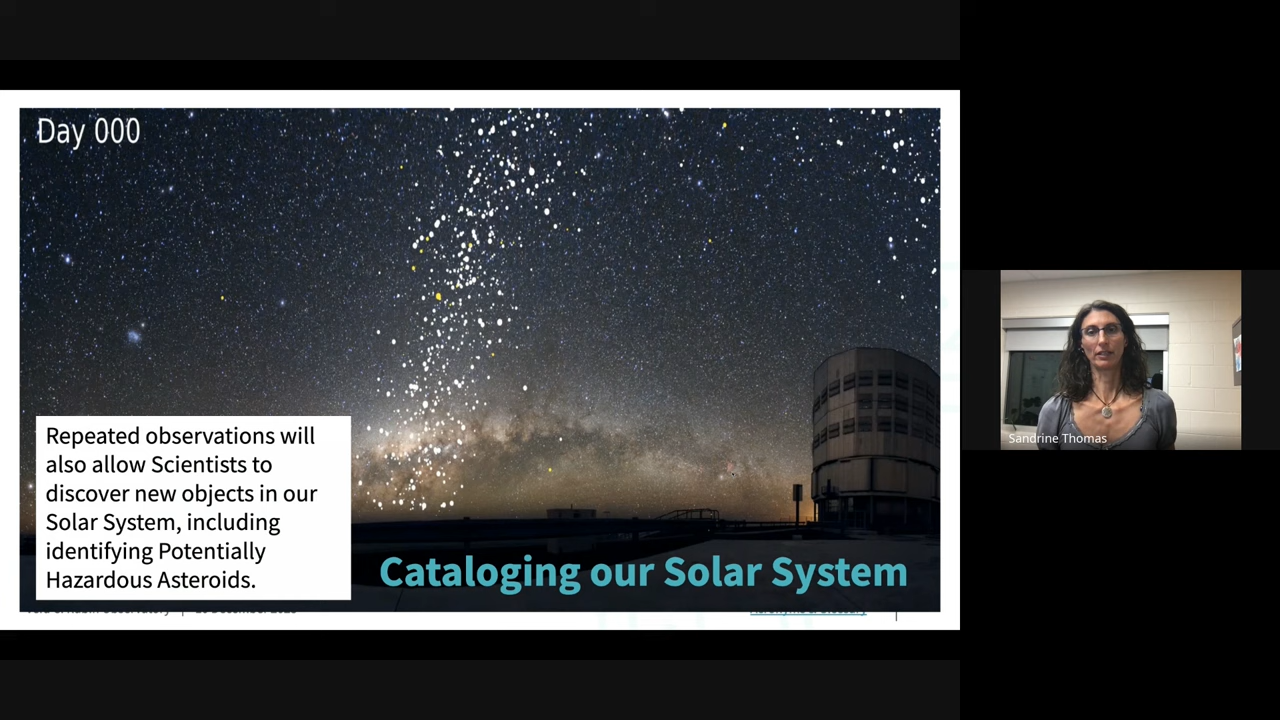 Day 000
Repeated observations will
also allow Scientists to
discover new objects in our
Solar System, including
identifying Potentially
Hazardous Asteroids.
Cataloging our Solar System
Sandrine Thomas